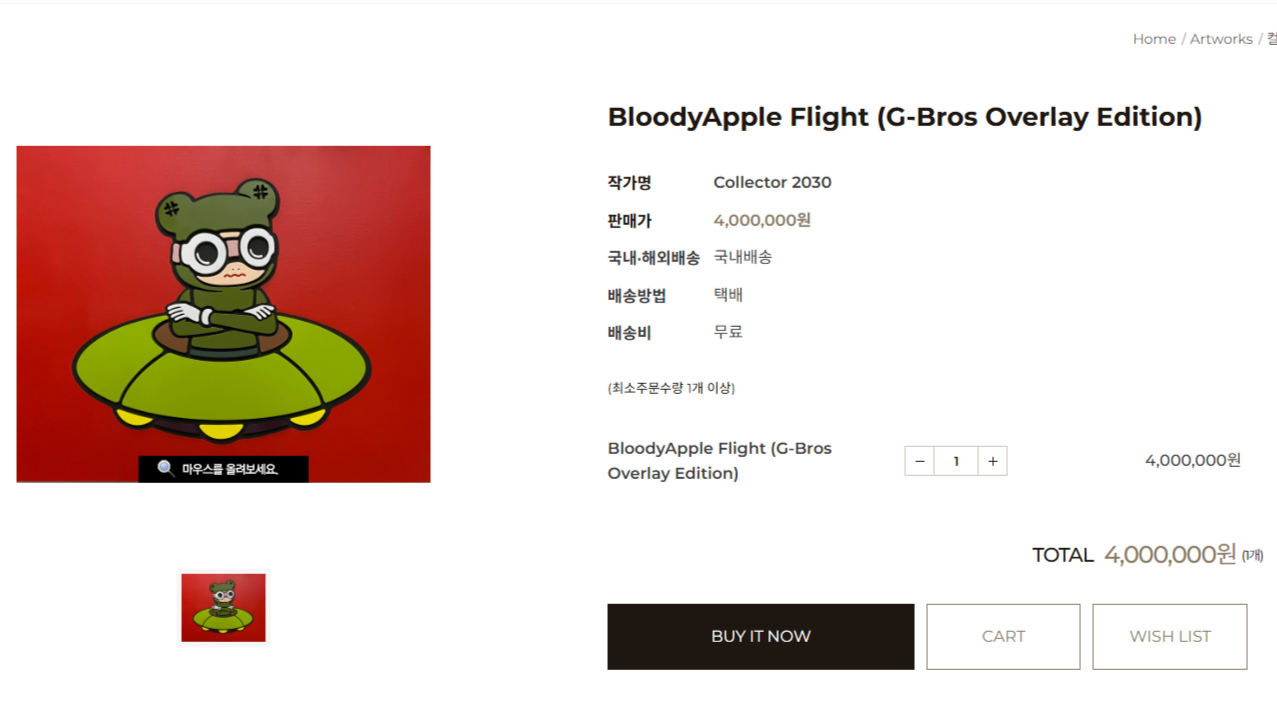 Home / Artworks /
BloodyApple Flight (G-Bros Overlay Edition)
작가명 Collector 2030
판매가 4,000,000원
국내·해외배송 국내배송
배송방법 택배
배송비 무료
(최소주문수량 1개 이상)
BloodyApple Flight (G-Bros
Overlay Edition)
1
4,000,000원
마우스를 올려보세요.
TOTAL 4,000,000원 (1개)
BUY IT NOW
CART
WISH LIST